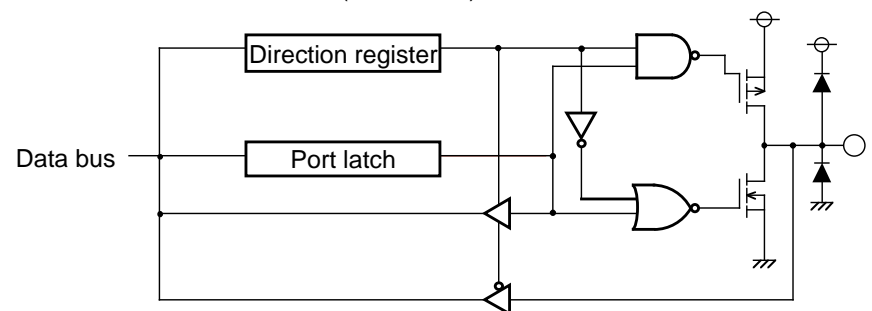 Direction register
Data bus
Port latch